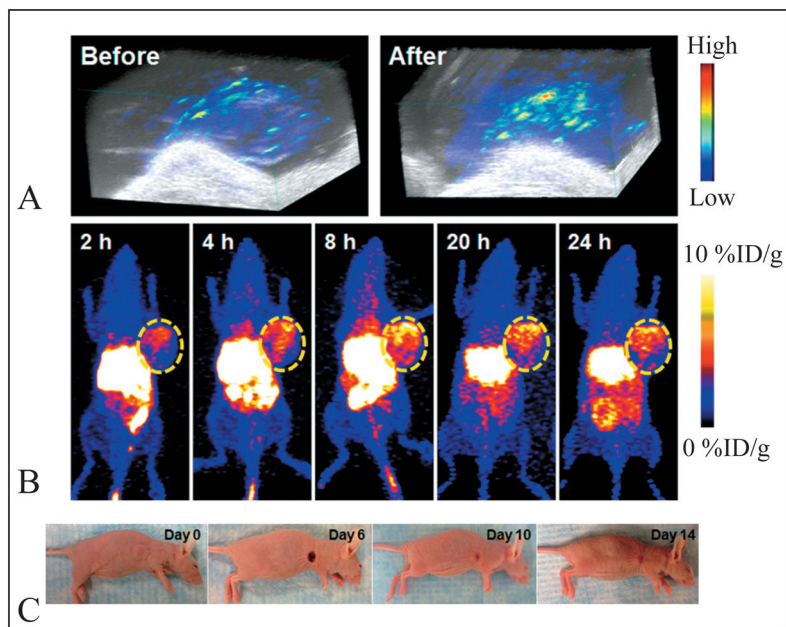 Before
After
High
Low
A
2 h
4 h
8 h
20 h
24 h
10 %ID/g
0 %ID/g
B
Day 0
Day 6
Day 10
Day 14
C